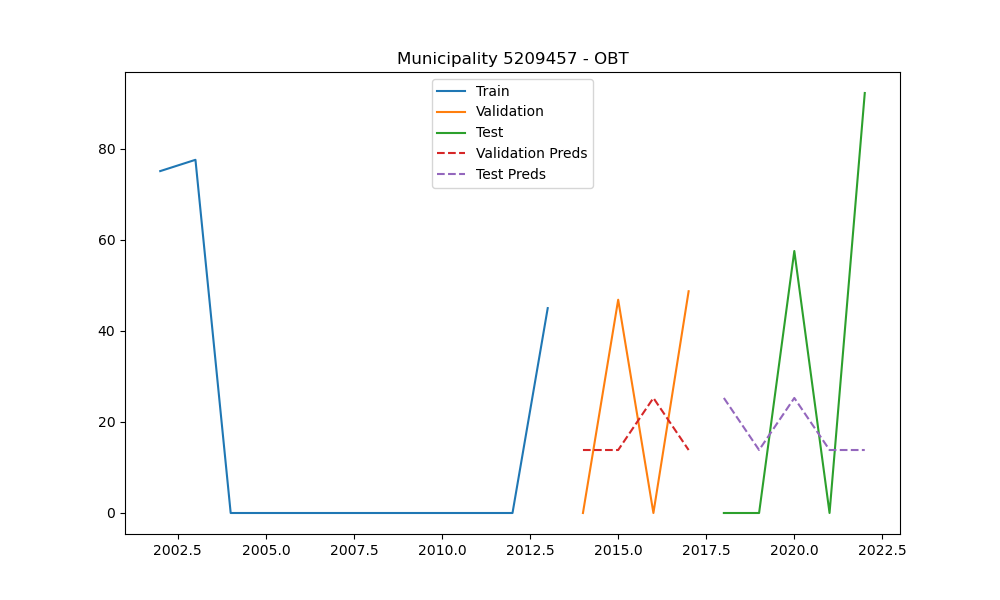 Municipality 5209457 - OBT
Train
Validation
Test
Validation Preds
Test Preds
80
60
40
20
0
2002.5 2005.0 2007.5 2010.0 2012.5 2015.0 2017.5 2020.0 2022.5